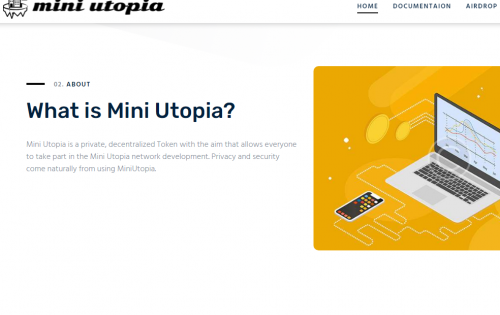 mini utopia
HOME DOCUMENTAION AIRDROP
02. ABOUT
What is Mini Utopia?
Mini Utopia is a private, decentralized Token with the aim that allows everyone
to take part in the Mini Utopia network development. Privacy and security
come naturally from using MiniUtopia.